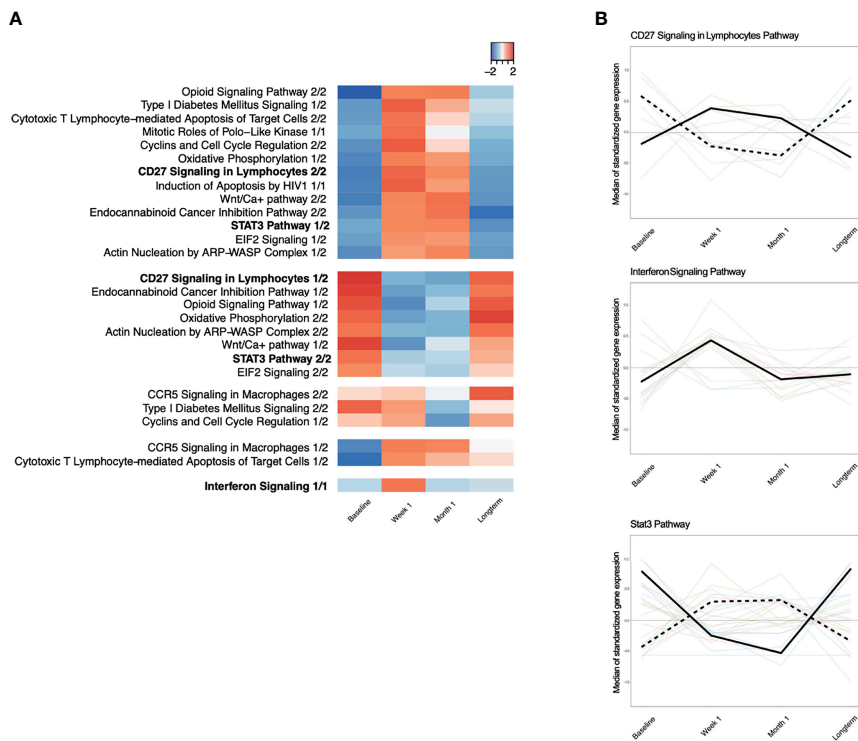 A
−2 2
Opioid Signaling Pathway 2/2
Type I Diabetes Mellitus Signaling 1/2
Cytotoxic T Lymphocyte−mediated Apoptosis of Target Cells 2/2
Mitotic Roles of Polo−Like Kinase 1/1
Cyclins and Cell Cycle Regulation 2/2
Oxidative Phosphorylation 1/2
CD27 Signaling in Lymphocytes 2/2
Induction of Apoptosis by HIV1 1/1
Wnt/Ca+ pathway 2/2
Endocannabinoid Cancer Inhibition Pathway 2/2
STAT3 Pathway 1/2
EIF2 Signaling 1/2
Actin Nucleation by ARP−WASP Complex 1/2
CD27 Signaling in Lymphocytes 1/2
Endocannabinoid Cancer Inhibition Pathway 1/2
Opioid Signaling Pathway 1/2
Oxidative Phosphorylation 2/2
Actin Nucleation by ARP−WASP Complex 2/2
Wnt/Ca+ pathway 1/2
STAT3 Pathway 2/2
EIF2 Signaling 2/2
CCR5 Signaling in Macrophages 2/2
Type I Diabetes Mellitus Signaling 2/2
Cyclins and Cell Cycle Regulation 1/2
CCR5 Signaling in Macrophages 1/2
Cytotoxic T Lymphocyte−mediated Apoptosis of Target Cells 1/2
Interferon Signaling 1/1
Baseline Week 1 Month 1 Longterm
B
CD27 Signaling in Lymphocytes Pathway
Median of standardized gene expression
Baseline Week 1 Month 1 Longterm
Interferon Signaling Pathway
Median of standardized gene expression
Baseline Week 1 Month 1 Longterm
Stat3 Pathway
Median of standardized gene expression
Baseline Week 1 Month 1 Longterm